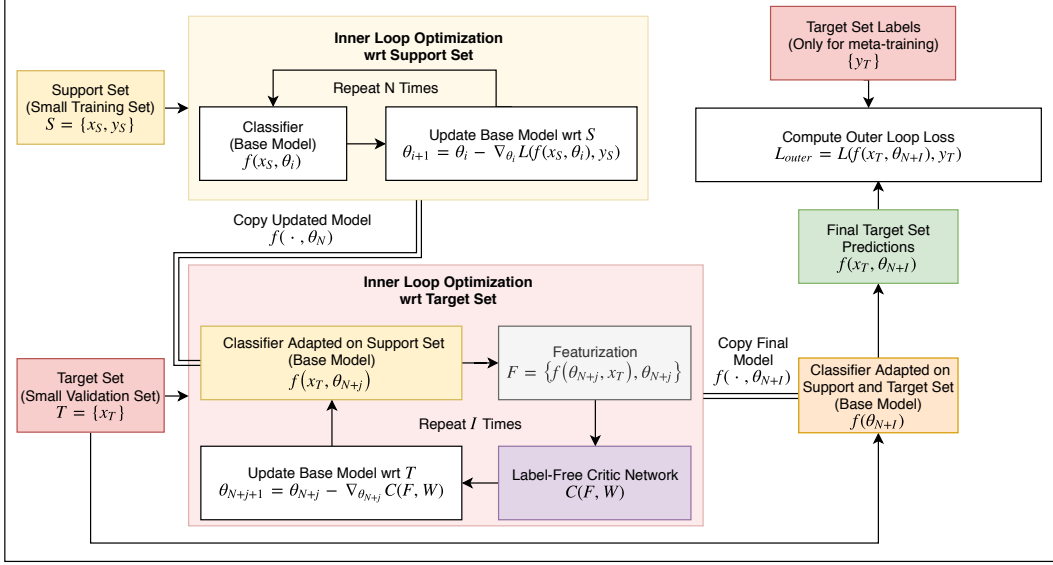 Support Set
(Small Training Set)
S = {x_S, y_S}
Inner Loop Optimization
wrt Support Set
Repeat N Times
Classifier
(Base Model)
f(x_S, θ_i)
Update Base Model wrt S
θ_{i+1} = θ_i − ∇_{θ_i} L(f(x_S, θ_i), y_S)
Target Set Labels
(Only for meta-training)
{y_T}
Compute Outer Loop Loss
L_{outer} = L(f(x_T, θ_{N+I}), y_T)
Copy Updated Model
f( · , θ_N)
Final Target Set
Predictions
f(x_T, θ_{N+I})
Inner Loop Optimization
wrt Target Set
Target Set
(Small Validation Set)
T = {x_T}
Classifier Adapted on Support Set
(Base Model)
f(x_T, θ_{N+j})
Featurization
F = {f(θ_{N+j}, x_T), θ_{N+j}}
Repeat I Times
Update Base Model wrt T
θ_{N+j+1} = θ_{N+j} − ∇_{θ_{N+j}} C(F, W)
Label-Free Critic Network
C(F, W)
Copy Final
Model
f( · , θ_{N+I})
Classifier Adapted on
Support and Target Set
(Base Model)
f(θ_{N+I})